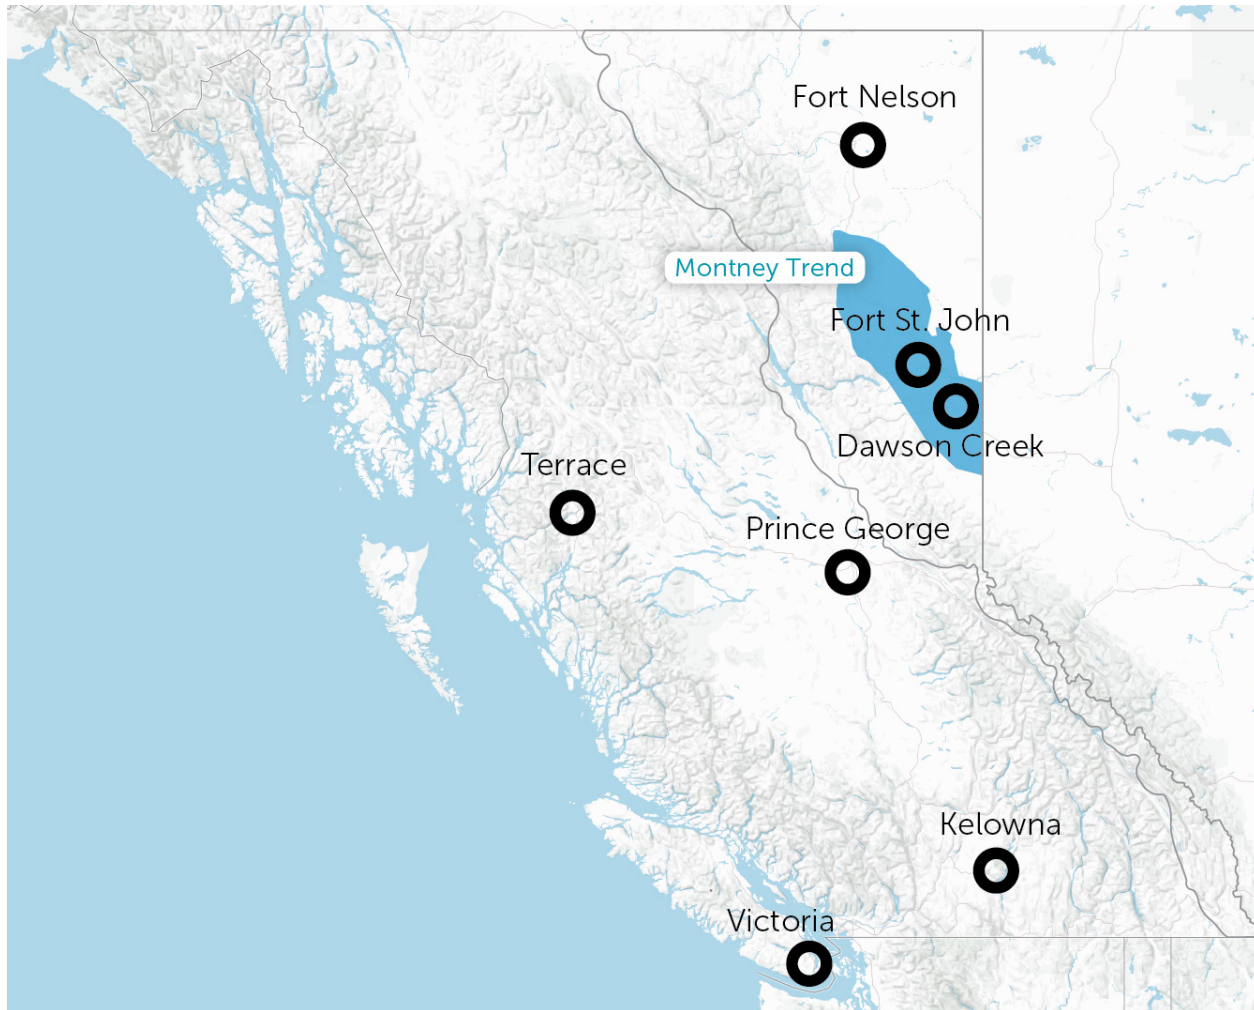 Fort Nelson
Montney Trend
Fort St. John
Dawson Creek
Terrace
Prince George
Kelowna
Victoria